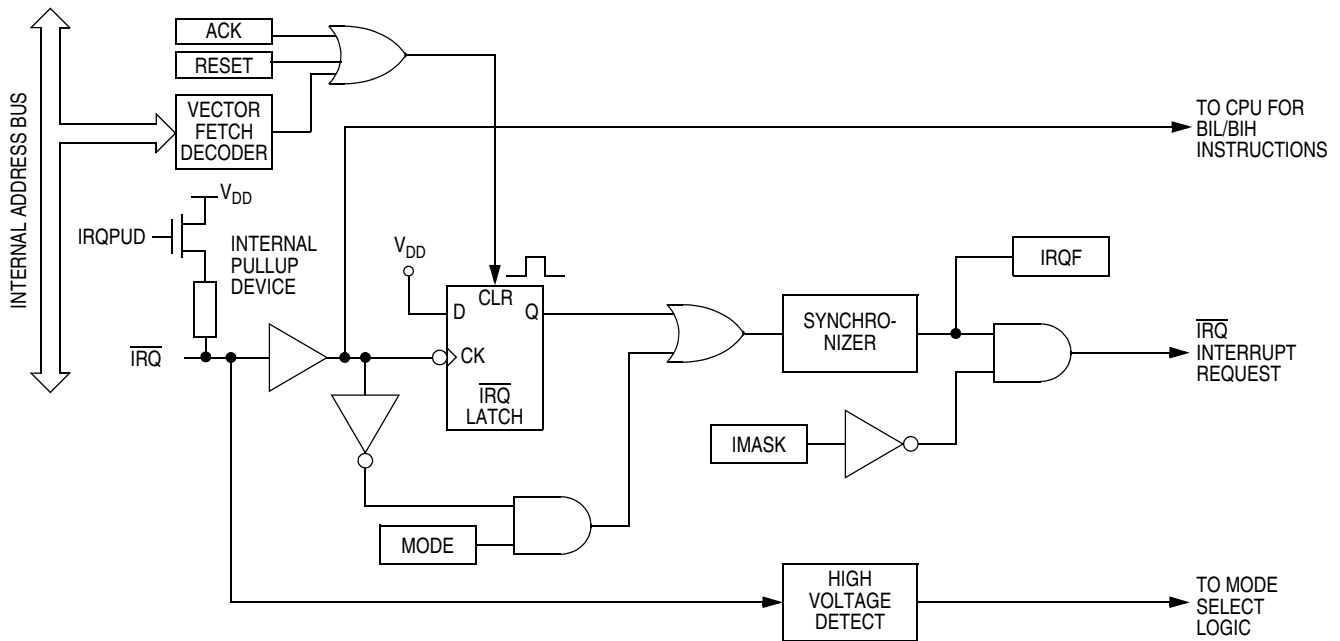 INTERNAL ADDRESS BUS
ACK
RESET
VECTOR
FETCH
DECODER
TO CPU FOR
BIL/BIH
INSTRUCTIONS
VDD
IRQPUD
INTERNAL
PULLUP
DEVICE
VDD
CLR
D
Q
CK
IRQ
LATCH
IRQ
SYNCHRO-
NIZER
IRQF
IRQ
INTERRUPT
REQUEST
IMASK
MODE
HIGH
VOLTAGE
DETECT
TO MODE
SELECT
LOGIC